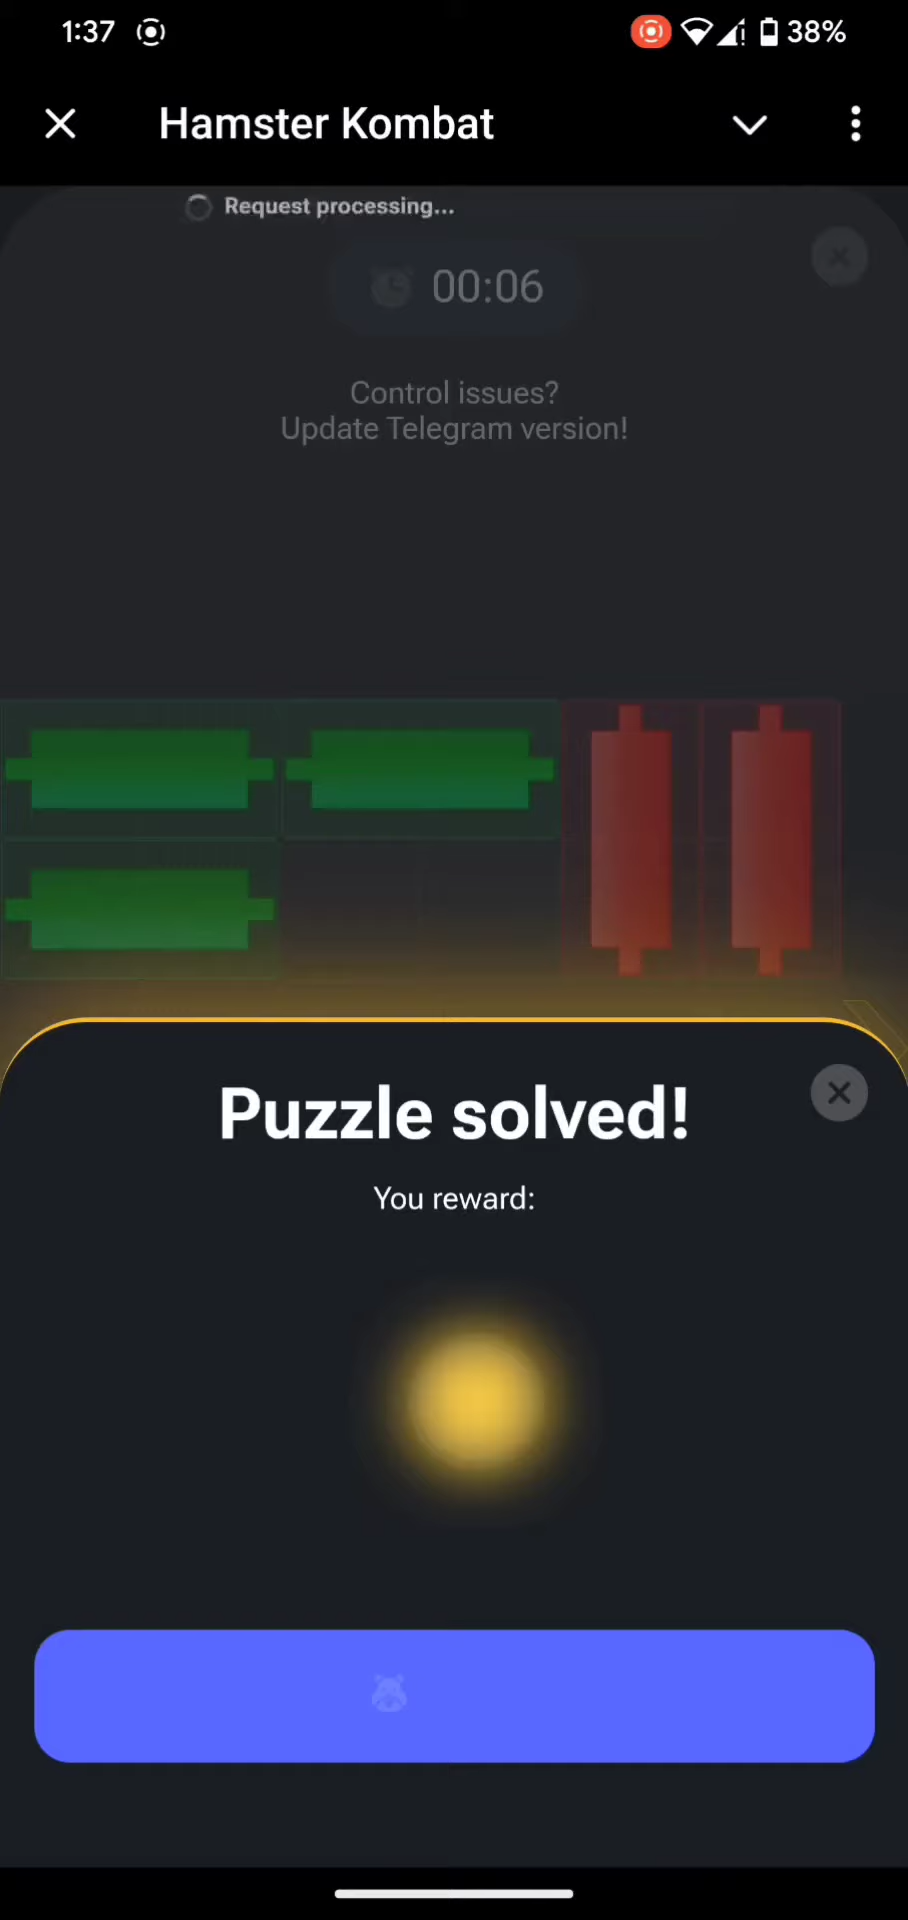 1:37
38%
Hamster Kombat
Request processing...
00:06
Control issues?
Update Telegram version!
Puzzle solved!
You reward: